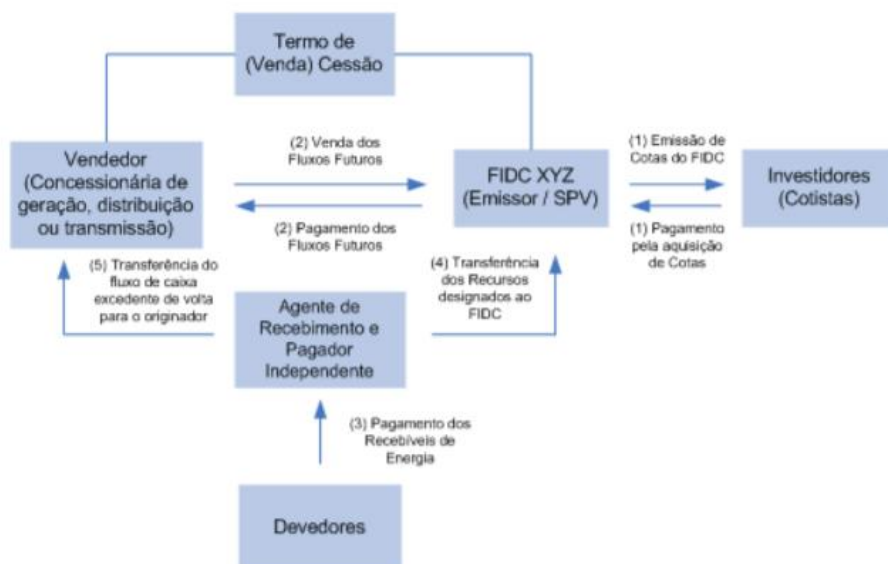 Termo de
(Venda) Cessão
(2) Venda dos
Fluxos Futuros
(1) Emissão de
Cotas do FIDC
Vendedor
(Concessionária de
geração, distribuição
ou transmissão)
FIDC XYZ
(Emissor / SPV)
Investidores
(Cotistas)
(2) Pagamento dos
Fluxos Futuros
(1) Pagamento
pela aquisição
de Cotas
(5) Transferência do
fluxo de caixa
excedente de volta
para o originador
(4) Transferência
dos Recursos
designados ao
FIDC
Agente de
Recebimento e
Pagador
Independente
(3) Pagamento dos
Recebíveis de
Energia
Devedores